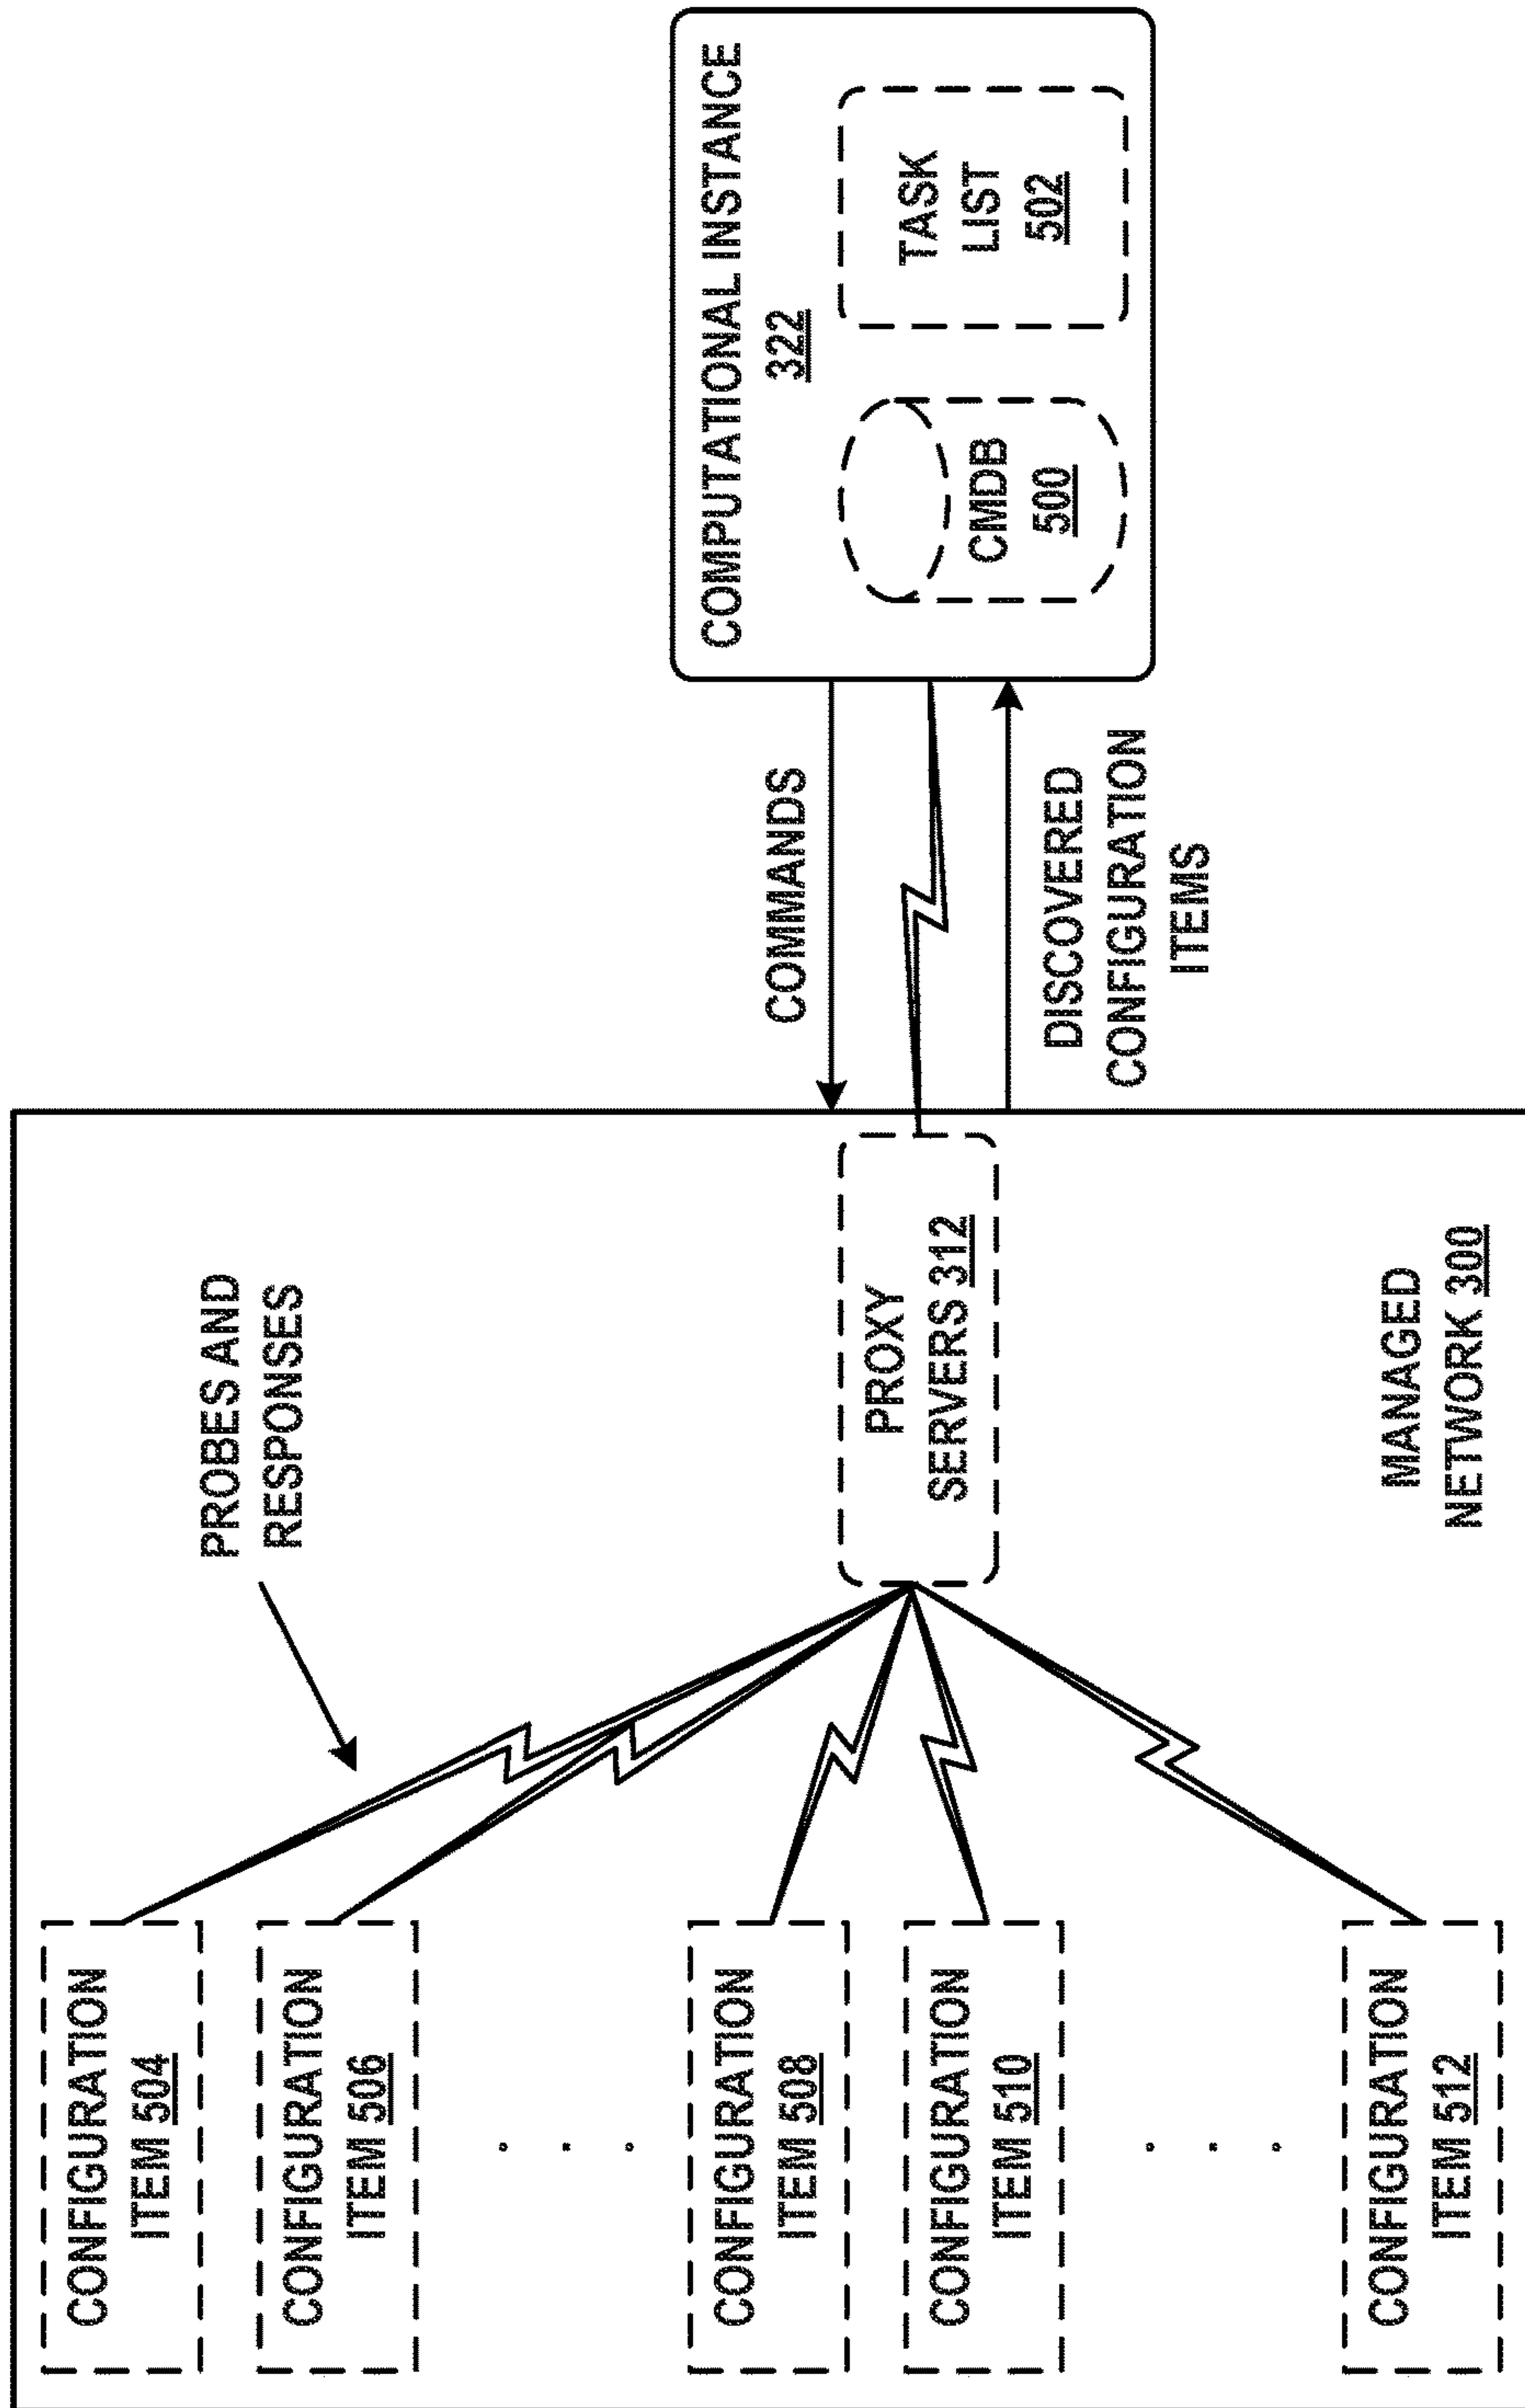 CONFIGURATION
ITEM 504
CONFIGURATION
ITEM 506
CONFIGURATION
ITEM 508
CONFIGURATION
ITEM 510
CONFIGURATION
ITEM 512
PROBES AND
RESPONSES
PROXY
SERVERS 312
MANAGED
NETWORK 300
COMMANDS
DISCOVERED
CONFIGURATION
ITEMS
COMPUTATIONAL INSTANCE
322
CMDB
500
TASK
LIST
502